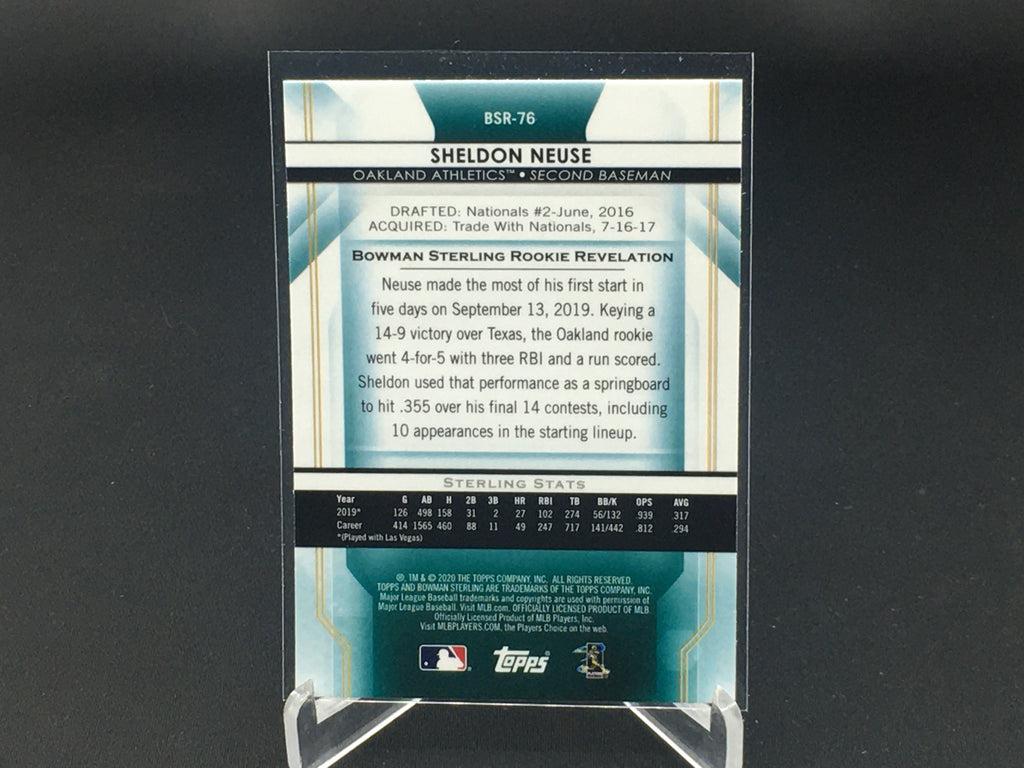 BSR-76
SHELDON NEUSE
OAKLAND ATHLETICS™ • SECOND BASEMAN
DRAFTED: Nationals #2-June, 2016
ACQUIRED: Trade With Nationals, 7-16-17
BOWMAN STERLING ROOKIE REVELATION
Neuse made the most of his first start in
five days on September 13, 2019. Keying a
14-9 victory over Texas, the Oakland rookie
went 4-for-5 with three RBI and a run scored.
Sheldon used that performance as a springboard
to hit .355 over his final 14 contests, including
10 appearances in the starting lineup.
STERLING STATS
Year G AB H 2B 3B HR RBI TB BB/K OPS AVG
2019* 126 498 158 31 2 27 102 274 56/132 .939 .317
Career 414 1565 460 88 11 49 247 717 141/442 .812 .294
*(Played with Las Vegas)
®, TM & © 2020 THE TOPPS COMPANY, INC. ALL RIGHTS RESERVED.
TOPPS AND BOWMAN STERLING ARE TRADEMARKS OF THE TOPPS COMPANY, INC.
Major League Baseball trademarks and copyrights are used with permission of
Major League Baseball. Visit MLB.com. OFFICIALLY LICENSED PRODUCT OF MLB
Officially Licensed Product of MLB Players, Inc.
Visit MLBPLAYERS.COM, the Players Choice on the web.
topps®